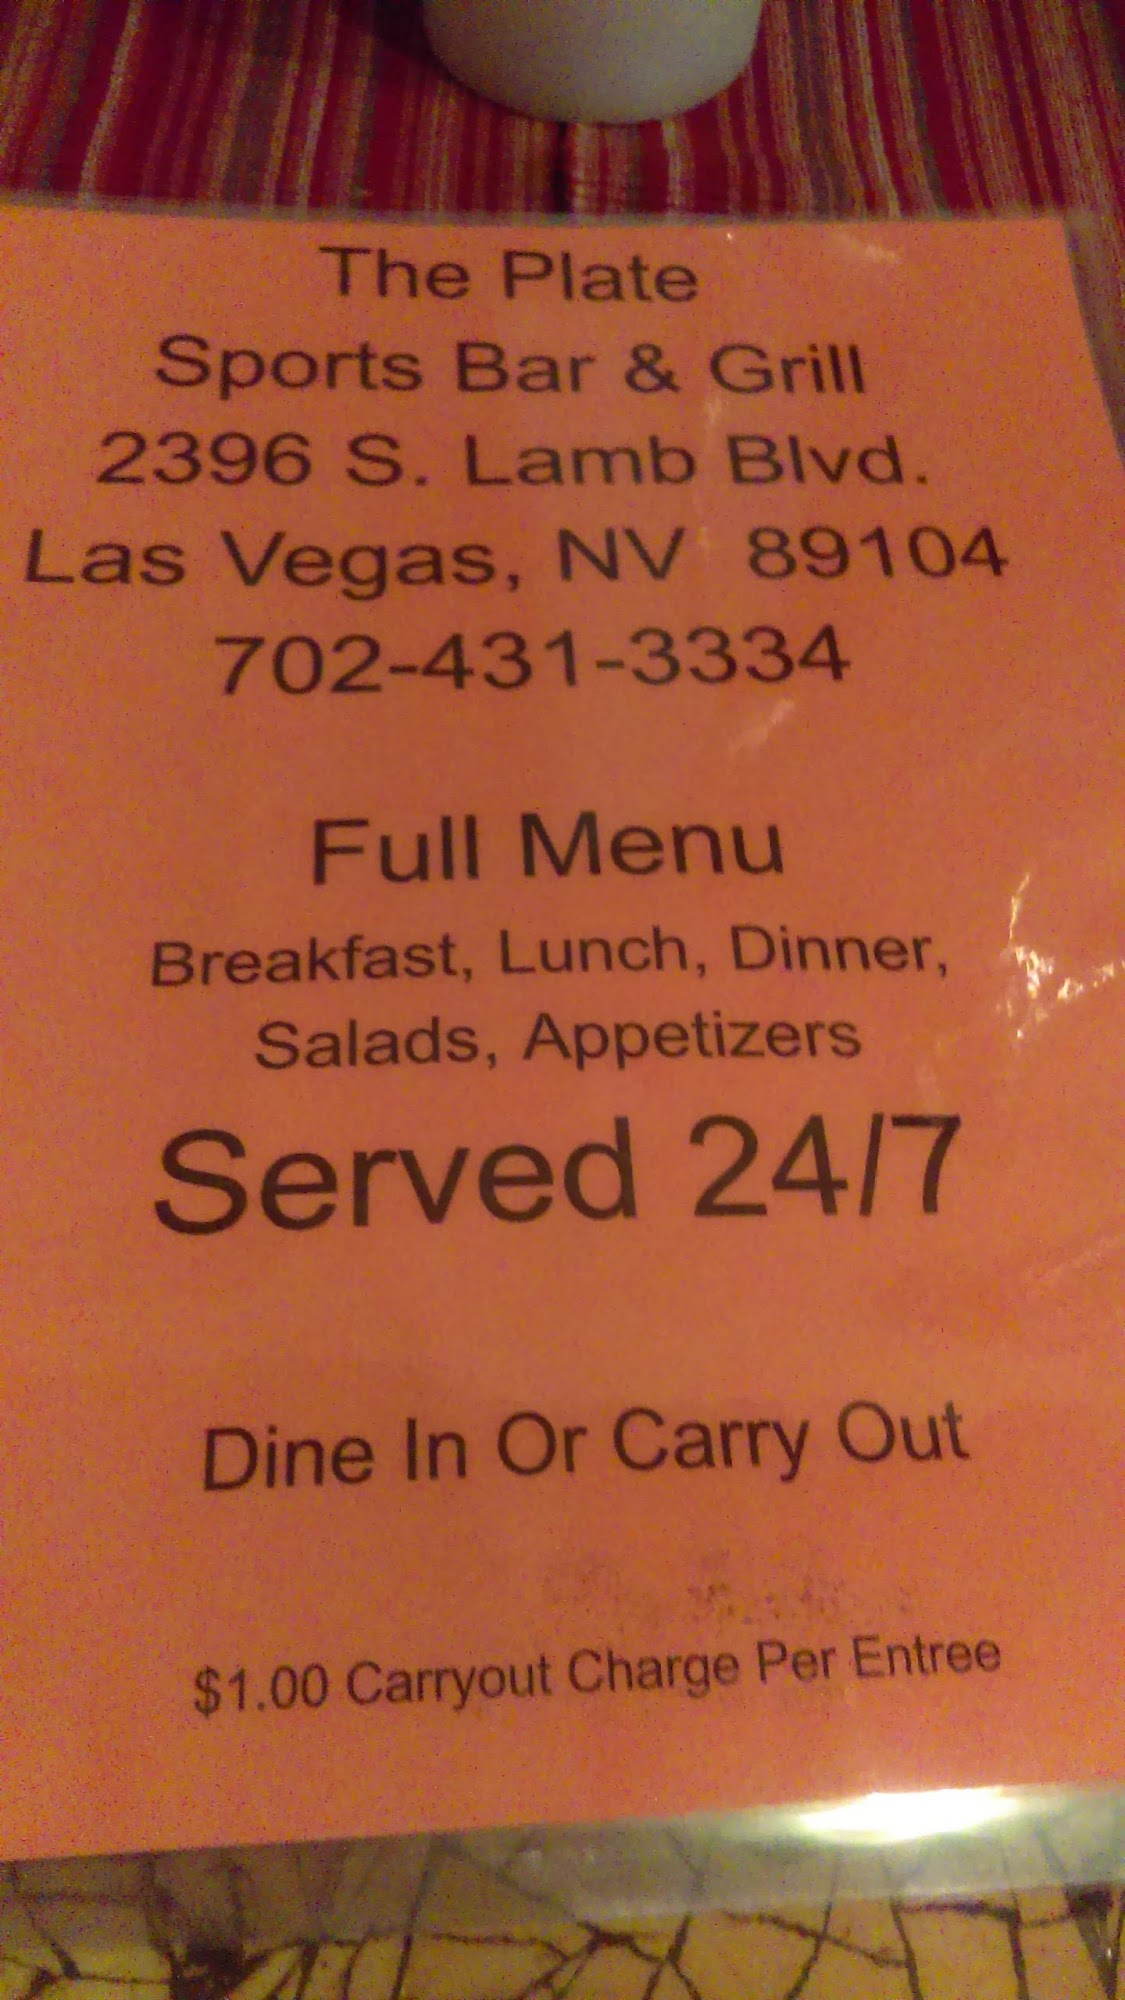 The Plate
Sports Bar & Grill
2396 S. Lamb Blvd.
Las Vegas, NV 89104
702-431-3334
Full Menu
Breakfast, Lunch, Dinner,
Salads, Appetizers
Served 24/7
Dine In Or Carry Out
$1.00 Carryout Charge Per Entree